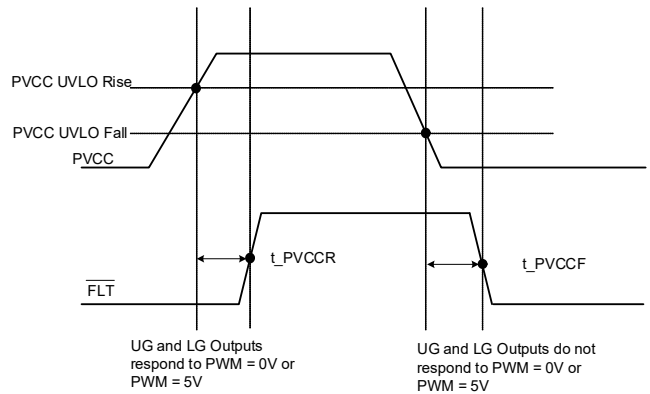 PVCC UVLO Rise
PVCC UVLO Fall
PVCC
t_PVCCR
t_PVCCF
FLT
UG and LG Outputs
respond to PWM = 0V or
PWM = 5V
UG and LG Outputs do not
respond to PWM = 0V or
PWM = 5V